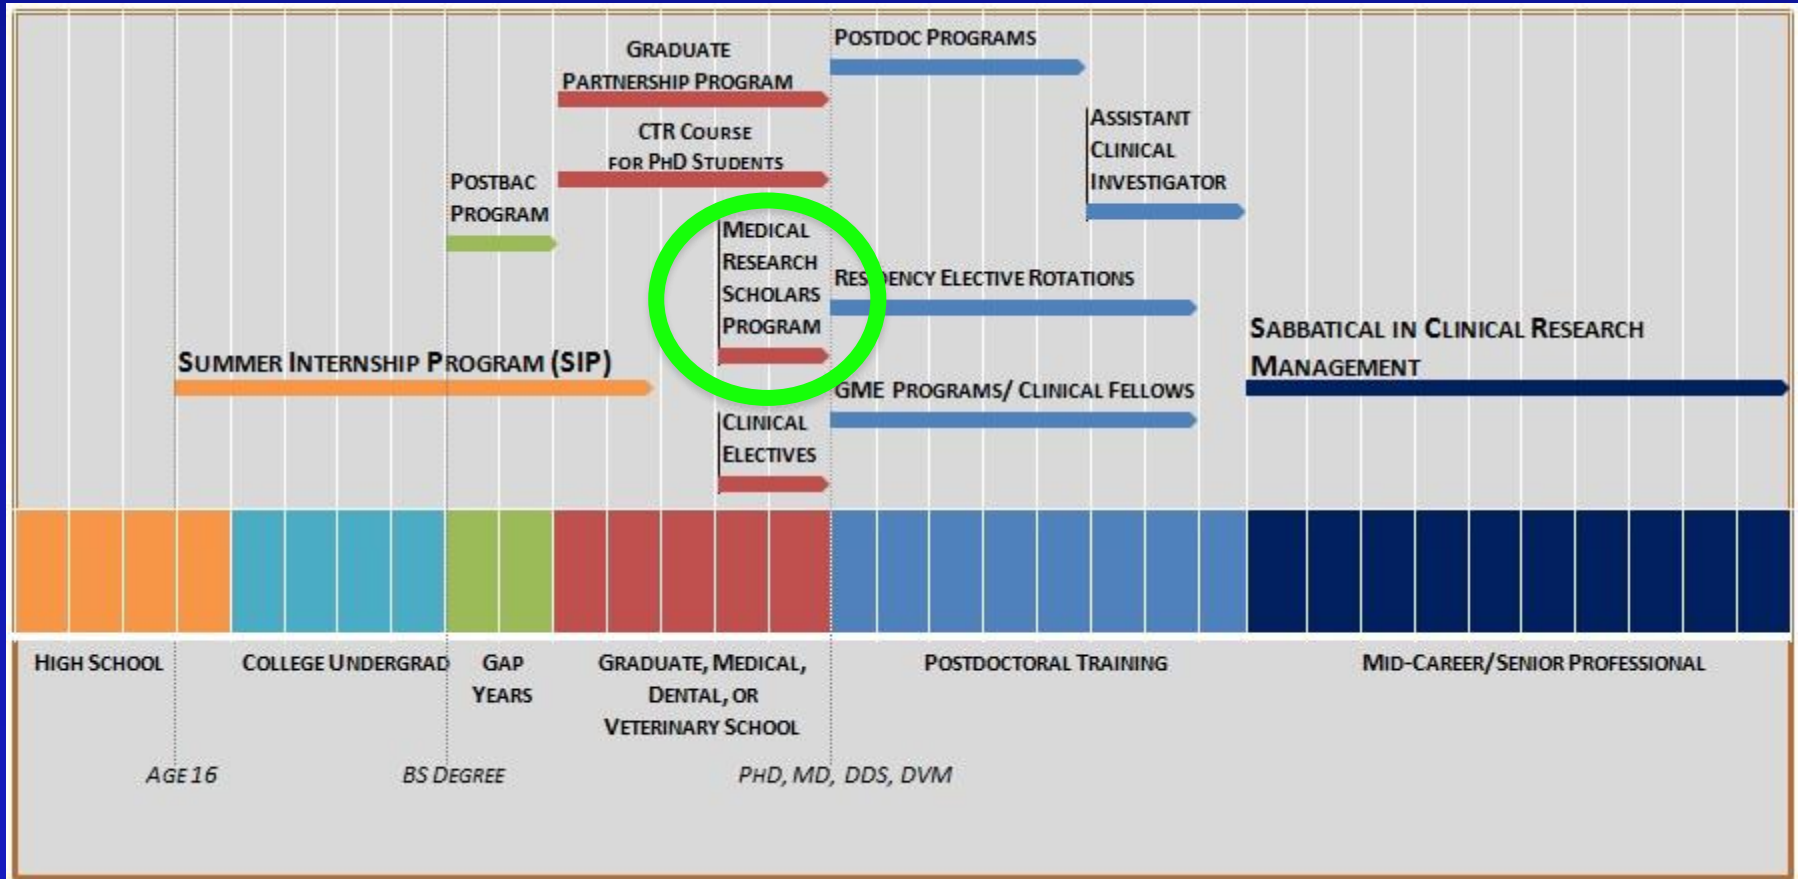 POSTDOC PROGRAMS
GRADUATE
PARTNERSHIP PROGRAM
ASSISTANT
CLINICAL
INVESTIGATOR
CTR COURSE
FOR PHD STUDENTS
POSTBAC
PROGRAM
MEDICAL
RESEARCH
SCHOLARS
PROGRAM
RESIDENCY ELECTIVE ROTATIONS
SABBATICAL IN CLINICAL RESEARCH
MANAGEMENT
SUMMER INTERNSHIP PROGRAM (SIP)
GME PROGRAMS/ CLINICAL FELLOWS
CLINICAL
ELECTIVES
HIGH SCHOOL
COLLEGE UNDERGRAD
GAP
YEARS
GRADUATE, MEDICAL,
DENTAL, OR
VETERINARY SCHOOL
POSTDOCTORAL TRAINING
MID-CAREER/SENIOR PROFESSIONAL
AGE 16
BS DEGREE
PHD, MD, DDS, DVM